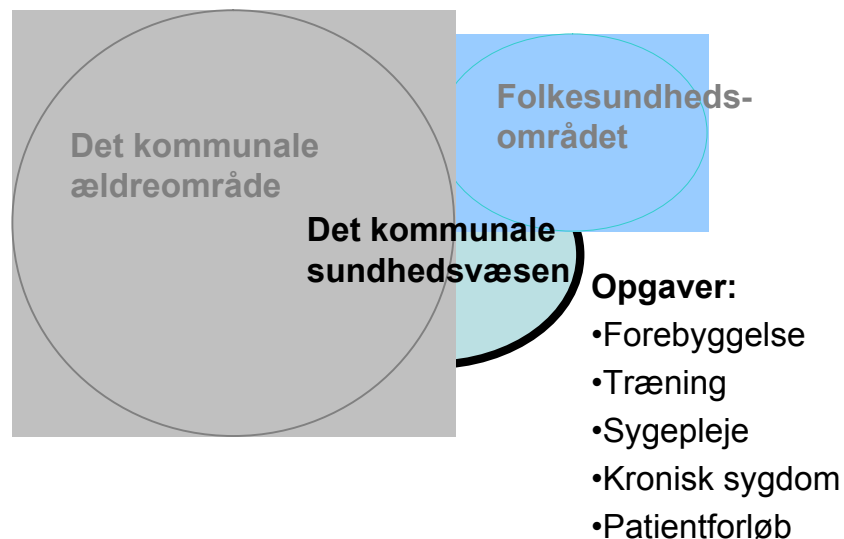 Folkesundheds-
området
Det kommunale
ældreområde
Det kommunale
sundhedsvæsen
Opgaver:
•Forebyggelse
•Træning
•Sygepleje
•Kronisk sygdom
•Patientforløb